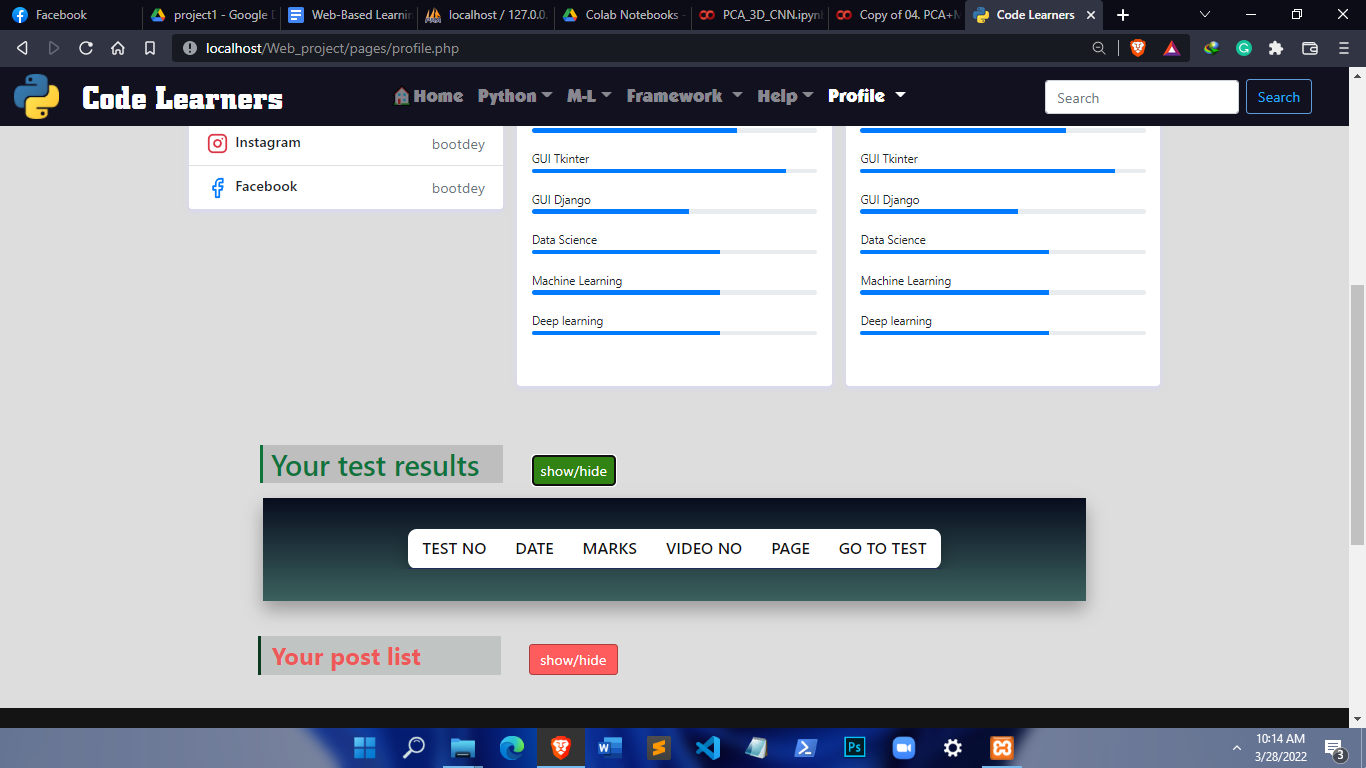 Facebook
project1 - Google D
Web-Based Learnin
localhost / 127.0.0.
Colab Notebooks -
PCA_3D_CNN.ipynb
Copy of 04. PCA+M
Code Learners
localhost/Web_project/pages/profile.php
Code Learners
Home
Python
M-L
Framework
Help
Profile
Search
Search
Instagram
bootdey
Facebook
bootdey
GUI Tkinter
GUI Django
Data Science
Machine Learning
Deep learning
GUI Tkinter
GUI Django
Data Science
Machine Learning
Deep learning
Your test results
show/hide
TEST NO DATE MARKS VIDEO NO PAGE GO TO TEST
Your post list
show/hide
10:14 AM
3/28/2022
3